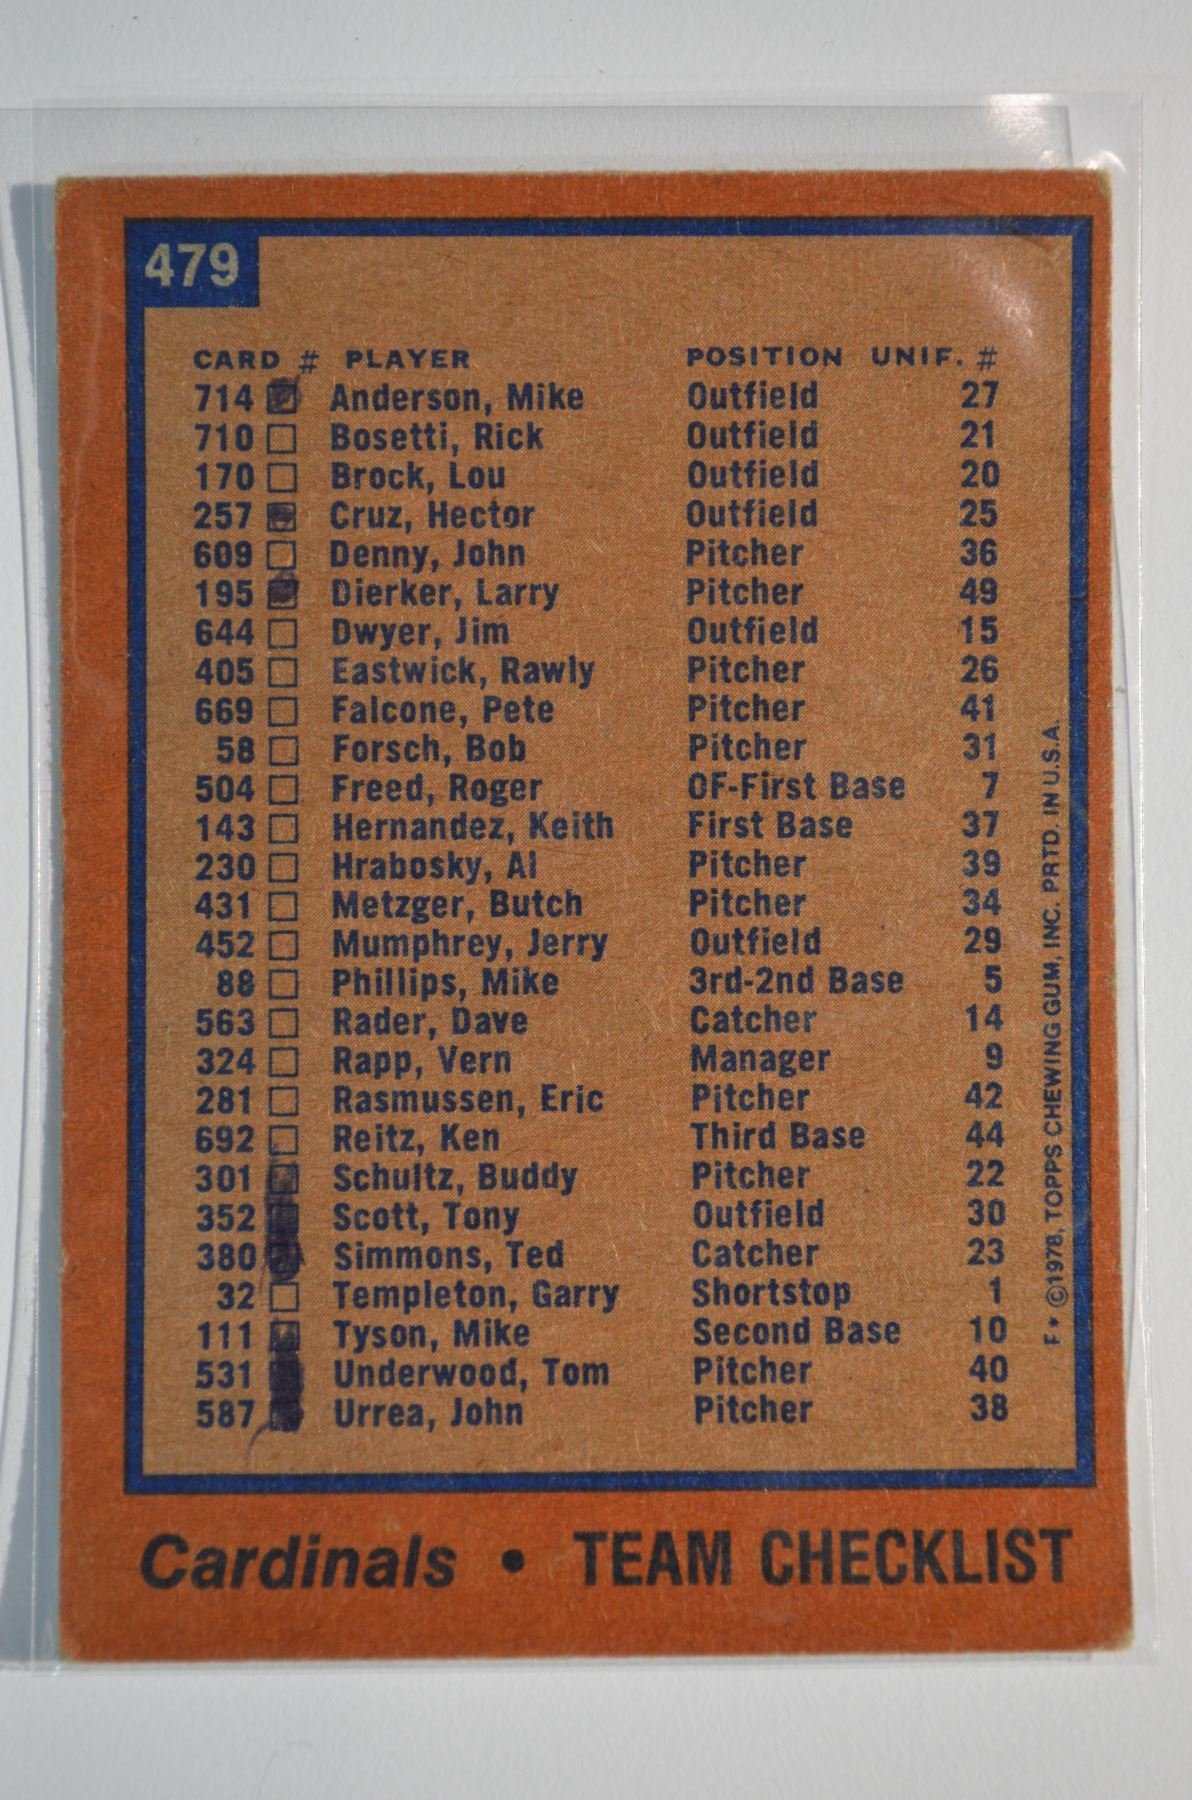 479
CARD # PLAYER POSITION UNIF. #
714 Anderson, Mike Outfield 27
710 Bosetti, Rick Outfield 21
170 Brock, Lou Outfield 20
257 Cruz, Hector Outfield 25
609 Denny, John Pitcher 36
195 Dierker, Larry Pitcher 49
644 Dwyer, Jim Outfield 15
405 Eastwick, Rawly Pitcher 26
669 Falcone, Pete Pitcher 41
58 Forsch, Bob Pitcher 31
504 Freed, Roger OF-First Base 7
143 Hernandez, Keith First Base 37
230 Hrabosky, Al Pitcher 39
431 Metzger, Butch Pitcher 34
452 Mumphrey, Jerry Outfield 29
88 Phillips, Mike 3rd-2nd Base 5
563 Rader, Dave Catcher 14
324 Rapp, Vern Manager 9
281 Rasmussen, Eric Pitcher 42
692 Reitz, Ken Third Base 44
301 Schultz, Buddy Pitcher 22
352 Scott, Tony Outfield 30
380 Simmons, Ted Catcher 23
32 Templeton, Garry Shortstop 1
111 Tyson, Mike Second Base 10
531 Underwood, Tom Pitcher 40
587 Urrea, John Pitcher 38
F★ ©1978, TOPPS CHEWING GUM, INC. PRTD. IN U.S.A.
Cardinals • TEAM CHECKLIST